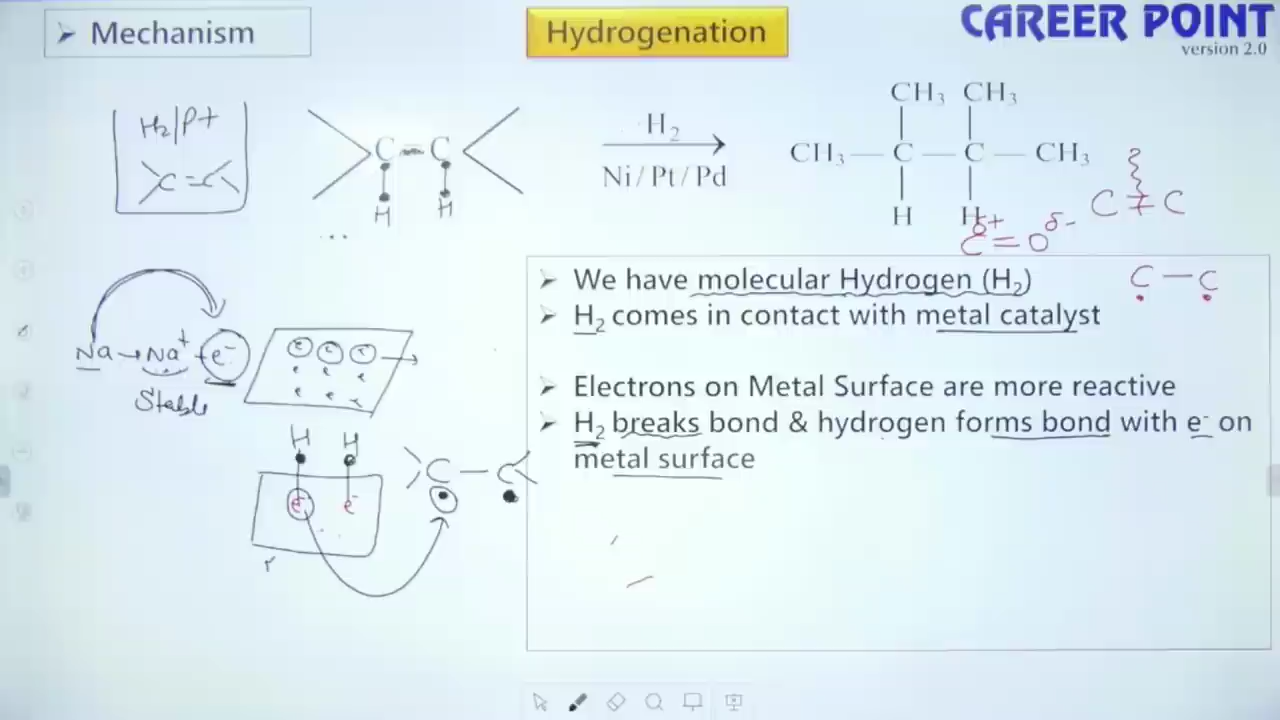 ➢ Mechanism
Hydrogenation
CAREER POINT
version 2.0
H₂/Pt
C=C
C=C
H H
...
H₂
Ni/Pt/Pd
CH₃ CH₃
CH₃—C—C—CH₃
H H
C≠C
δ+ δ-
C=O
C—C
➢ We have molecular Hydrogen (H₂)
➢ H₂ comes in contact with metal catalyst
➢ Electrons on Metal Surface are more reactive
➢ H₂ breaks bond & hydrogen forms bond with e⁻ on
metal surface
Na→Na⁺+e⁻
Stable
H H
e⁻ e⁻
C—C